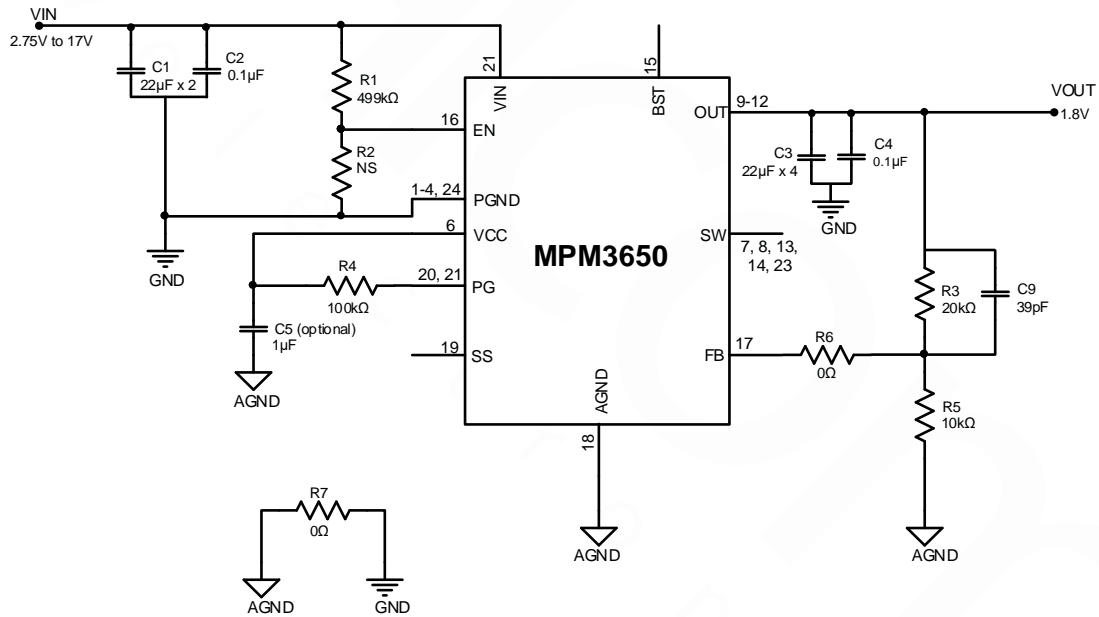 VIN
2.75V to 17V
C1
22µF x 2
C2
0.1µF
R1
499kΩ
R2
NS
GND
21
VIN
15
BST
16
EN
1-4, 24
PGND
6
VCC
20, 21
PG
19
SS
MPM3650
9-12
OUT
SW
7, 8, 13,
14, 23
17
FB
AGND
18
AGND
R4
100kΩ
C5 (optional)
1µF
AGND
C3
22µF x 4
C4
0.1µF
GND
VOUT
1.8V
R3
20kΩ
C9
39pF
R6
0Ω
R5
10kΩ
AGND
R7
0Ω
AGND
GND